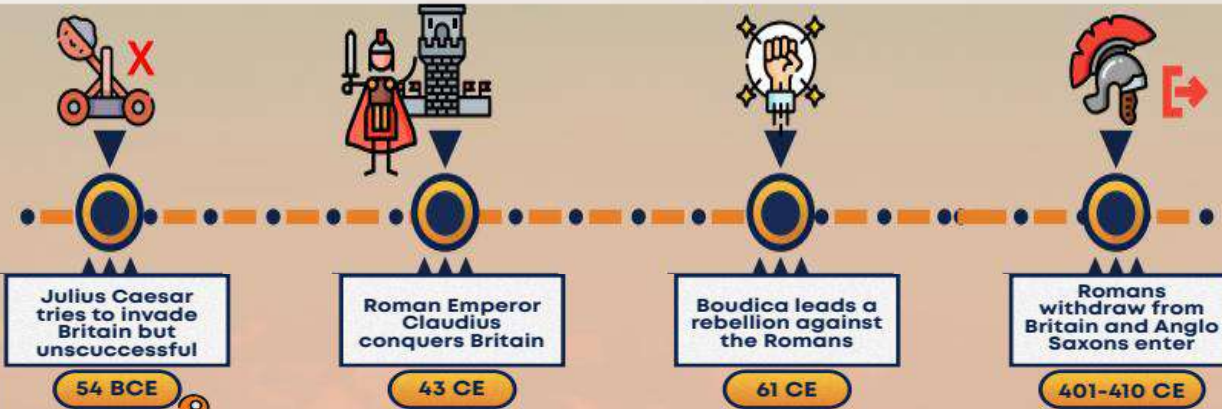 X
Julius Caesar
tries to invade
Britain but
unscuccessful
54 BCE
Roman Emperor
Claudius
conquers Britain
43 CE
Boudica leads a
rebellion against
the Romans
61 CE
Romans
withdraw from
Britain and Anglo
Saxons enter
401-410 CE